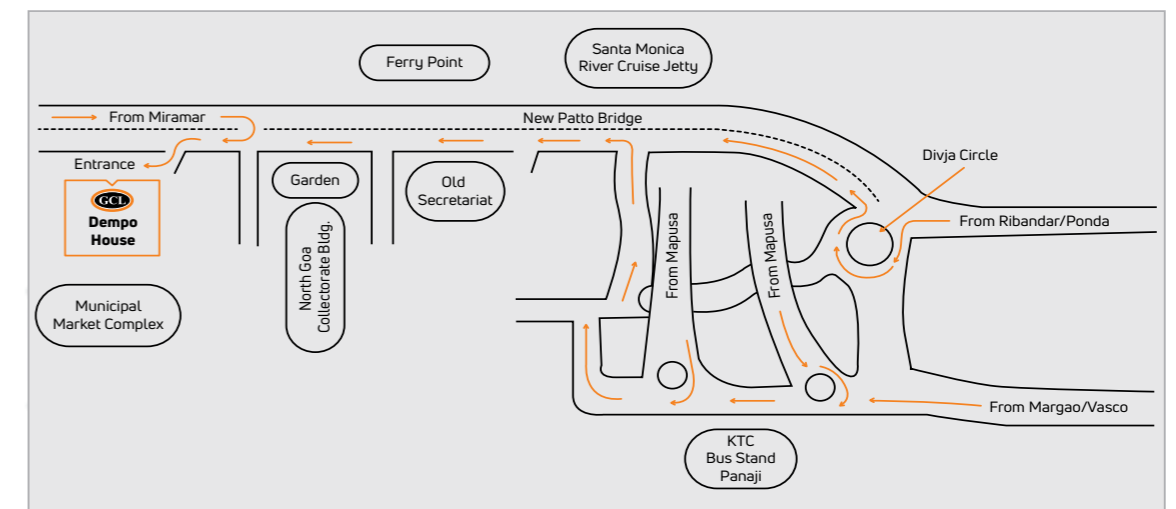 Santa Monica
River Cruise Jetty
Ferry Point
From Miramar
New Patto Bridge
Divja Circle
Entrance
Garden
Old
Secretariat
GCL
Dempo
House
From Ribandar/Ponda
North Goa
Collectorate Bldg.
From Mapusa
From Mapusa
Municipal
Market Complex
From Margao/Vasco
KTC
Bus Stand
Panaji